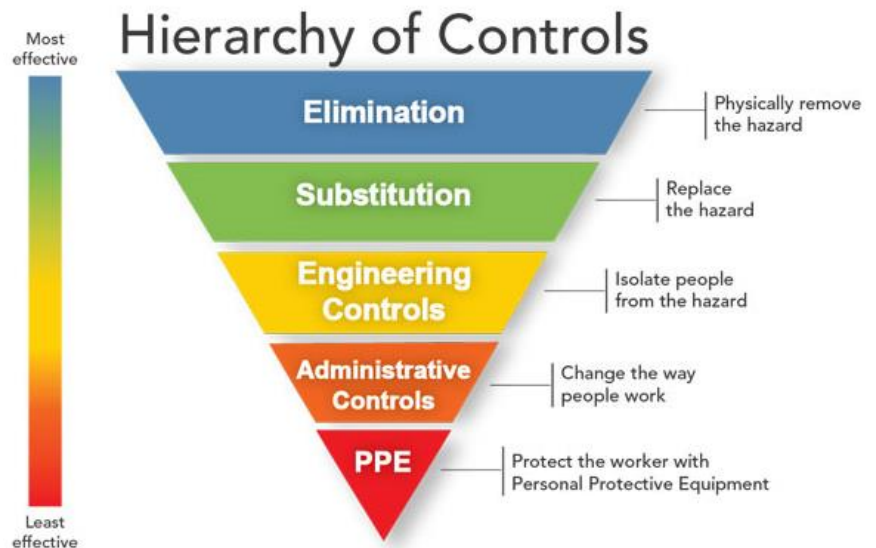 Hierarchy of Controls
Most
effective
Elimination
Physically remove
the hazard
Substitution
Replace
the hazard
Engineering
Controls
Isolate people
from the hazard
Administrative
Controls
Change the way
people work
PPE
Protect the worker with
Personal Protective Equipment
Least
effective